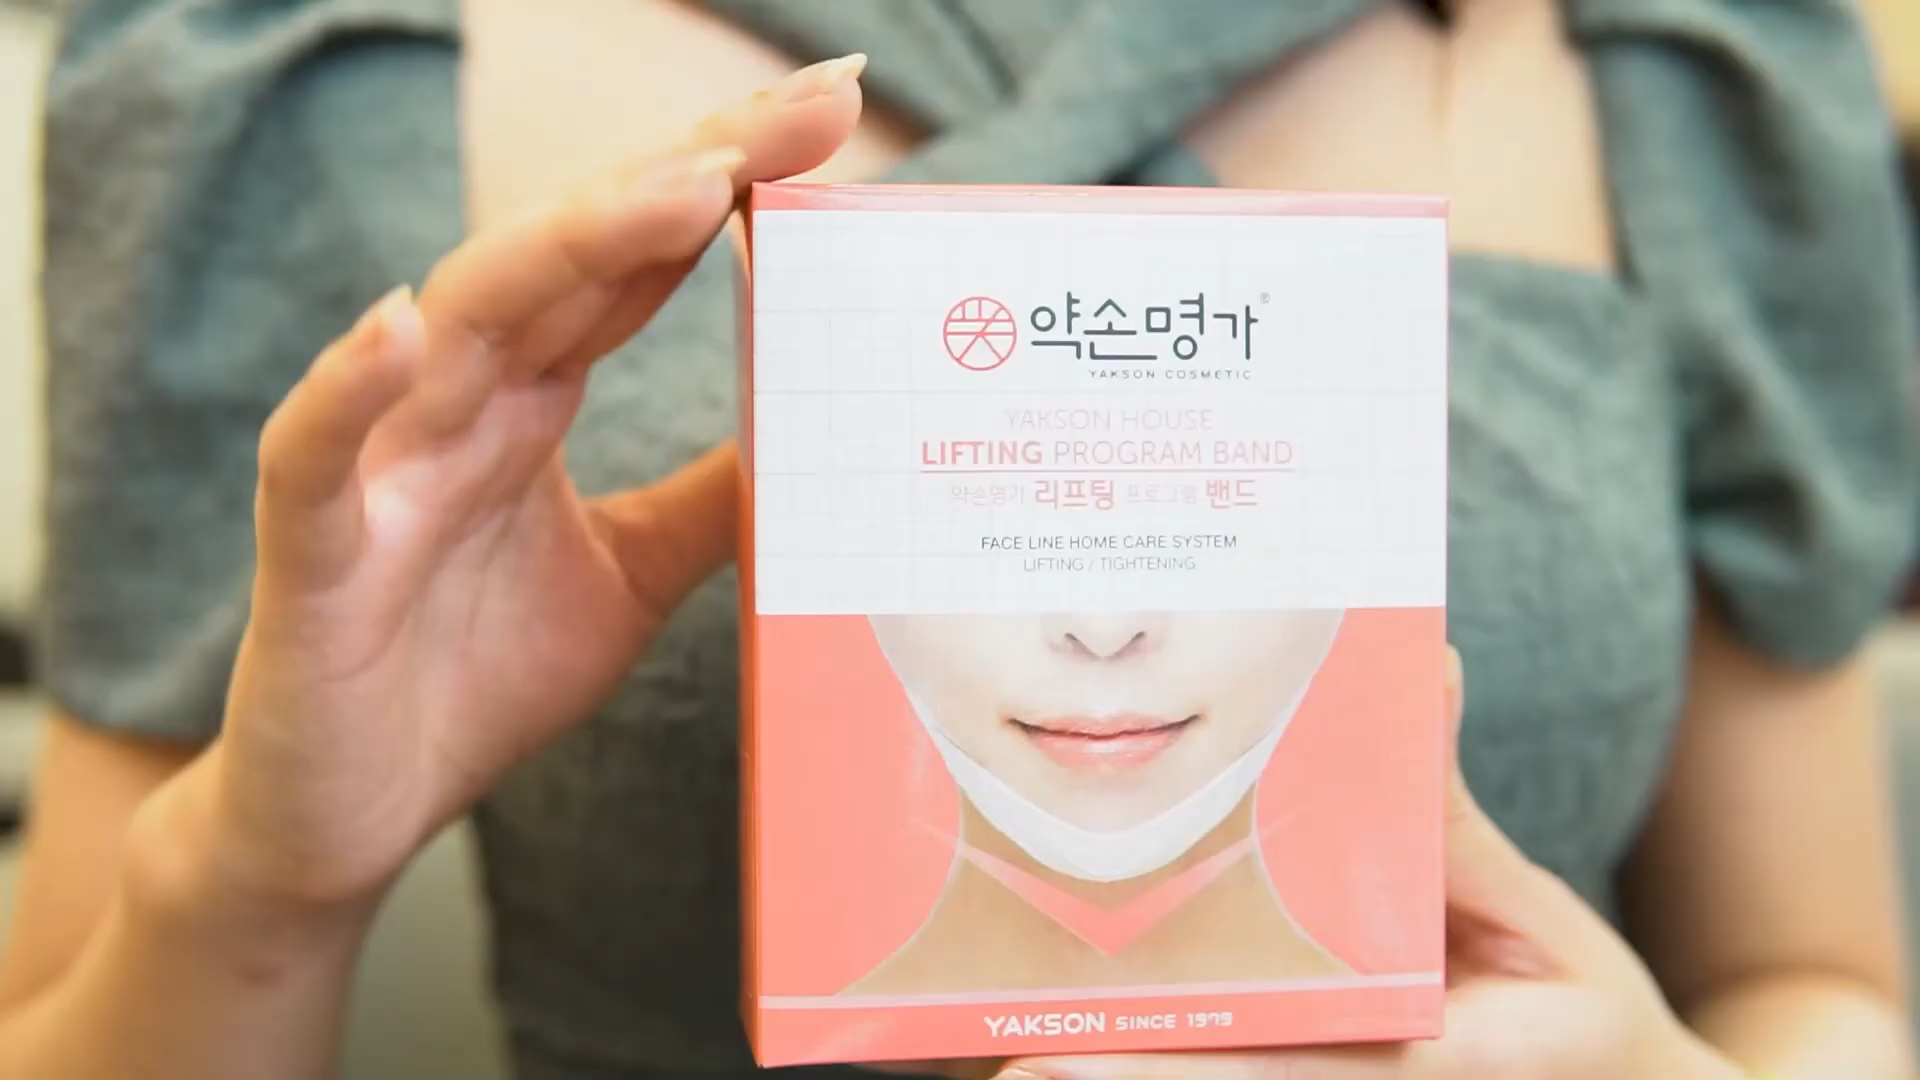 약손명가®
YAKSON COSMETIC
YAKSON HOUSE
LIFTING PROGRAM BAND
약손명가 리프팅 프로그램 밴드
FACE LINE HOME CARE SYSTEM
LIFTING / TIGHTENING
YAKSON SINCE 1979